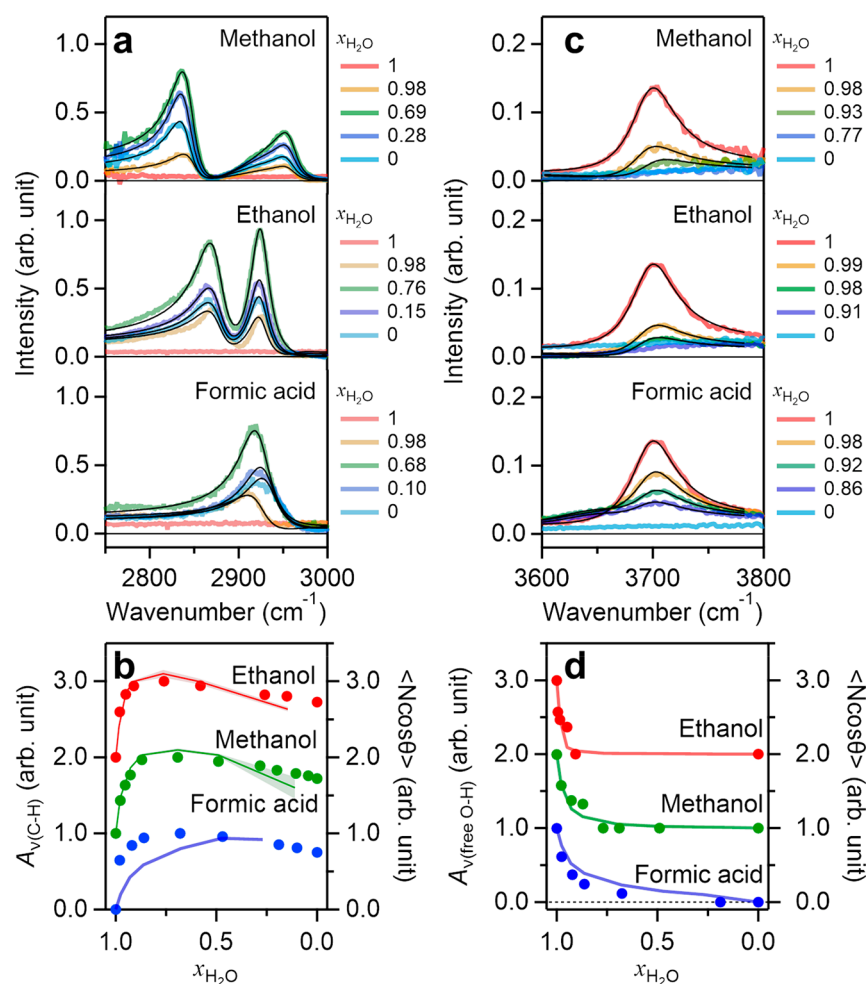 a
Methanol
Intensity (arb. unit)
1.0
0.5
0.0
x_H2O
1
0.98
0.69
0.28
0
Ethanol
1.0
0.5
0.0
x_H2O
1
0.98
0.76
0.15
0
Formic acid
1.0
0.5
0.0
x_H2O
1
0.98
0.68
0.10
0
2800
2900
3000
Wavenumber (cm⁻¹)
c
Methanol
Intensity (arb. unit)
0.2
0.1
0.0
x_H2O
1
0.98
0.93
0.77
0
Ethanol
0.2
0.1
0.0
x_H2O
1
0.99
0.98
0.91
0
Formic acid
0.2
0.1
0.0
x_H2O
1
0.98
0.92
0.86
0
3600
3700
3800
Wavenumber (cm⁻¹)
b
A_ν(C-H) (arb. unit)
3.0
2.0
1.0
0.0
Ethanol
Methanol
Formic acid
3.0
2.0
1.0
0.0
<Ncosθ> (arb. unit)
1.0
0.5
0.0
x_H2O
d
A_ν(free O-H) (arb. unit)
3.0
2.0
1.0
0.0
Ethanol
Methanol
Formic acid
3.0
2.0
1.0
0.0
<Ncosθ> (arb. unit)
1.0
0.5
0.0
x_H2O